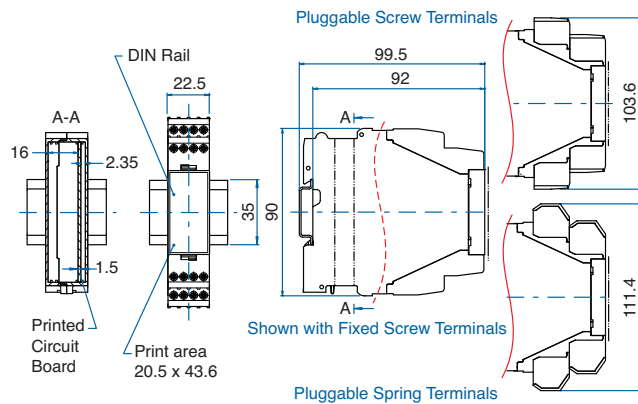 Pluggable Screw Terminals
DIN Rail
99.5
22.5
92
A-A
A
16
2.35
103.6
90
35
1.5
A
111.4
Printed
Circuit
Board
Print area
20.5 x 43.6
Shown with Fixed Screw Terminals
Pluggable Spring Terminals